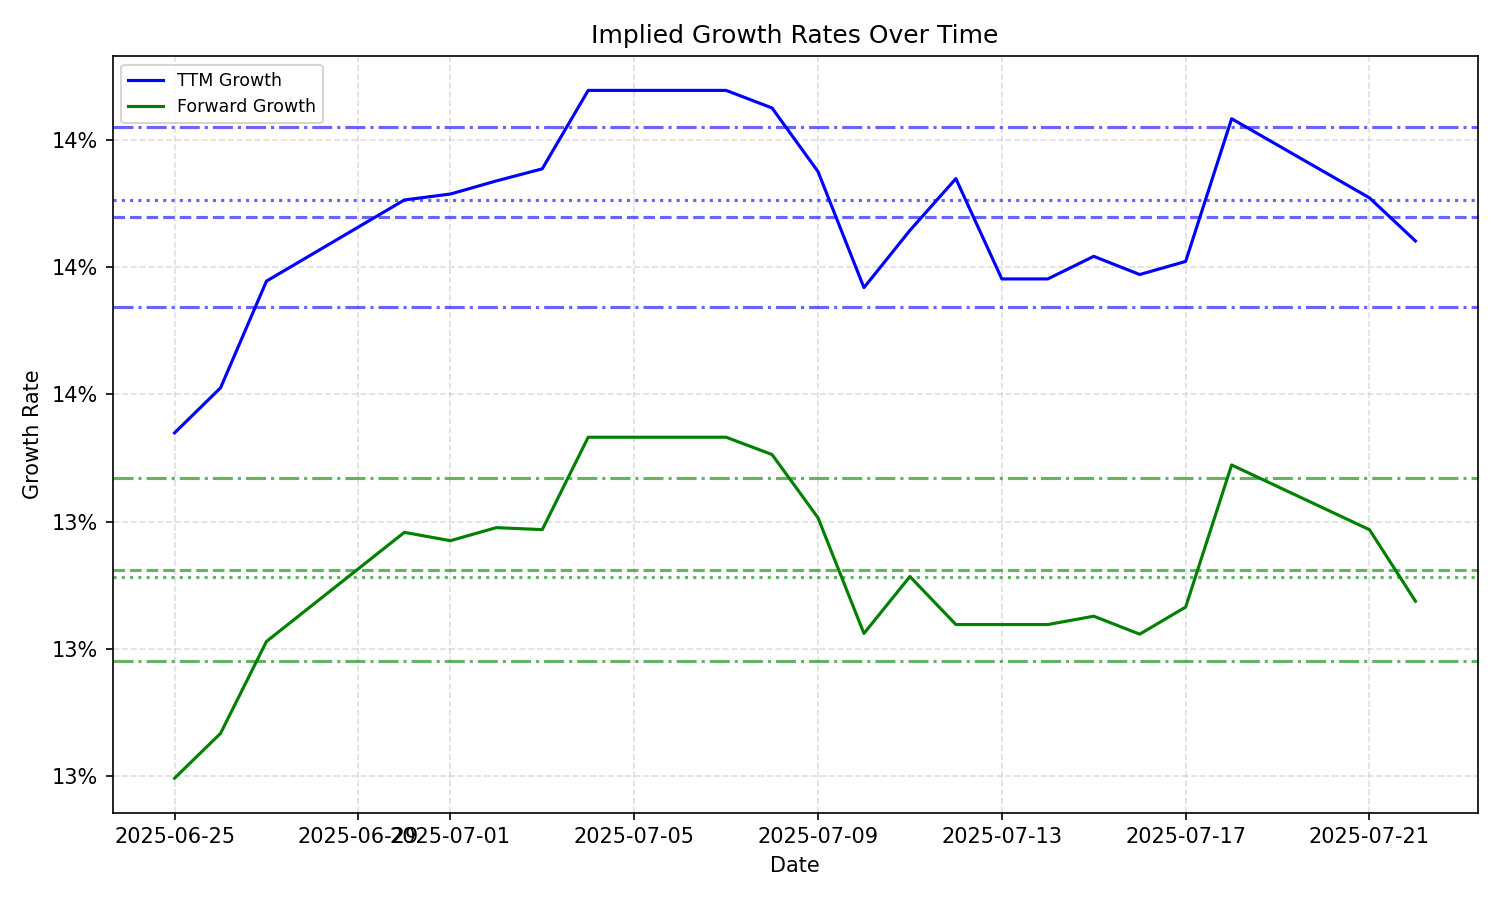 Implied Growth Rates Over Time
TTM Growth
Forward Growth
14%
14%
14%
13%
13%
13%
Growth Rate
2025-06-25
2025-06-29
2025-07-01
2025-07-05
2025-07-09
2025-07-13
2025-07-17
2025-07-21
Date